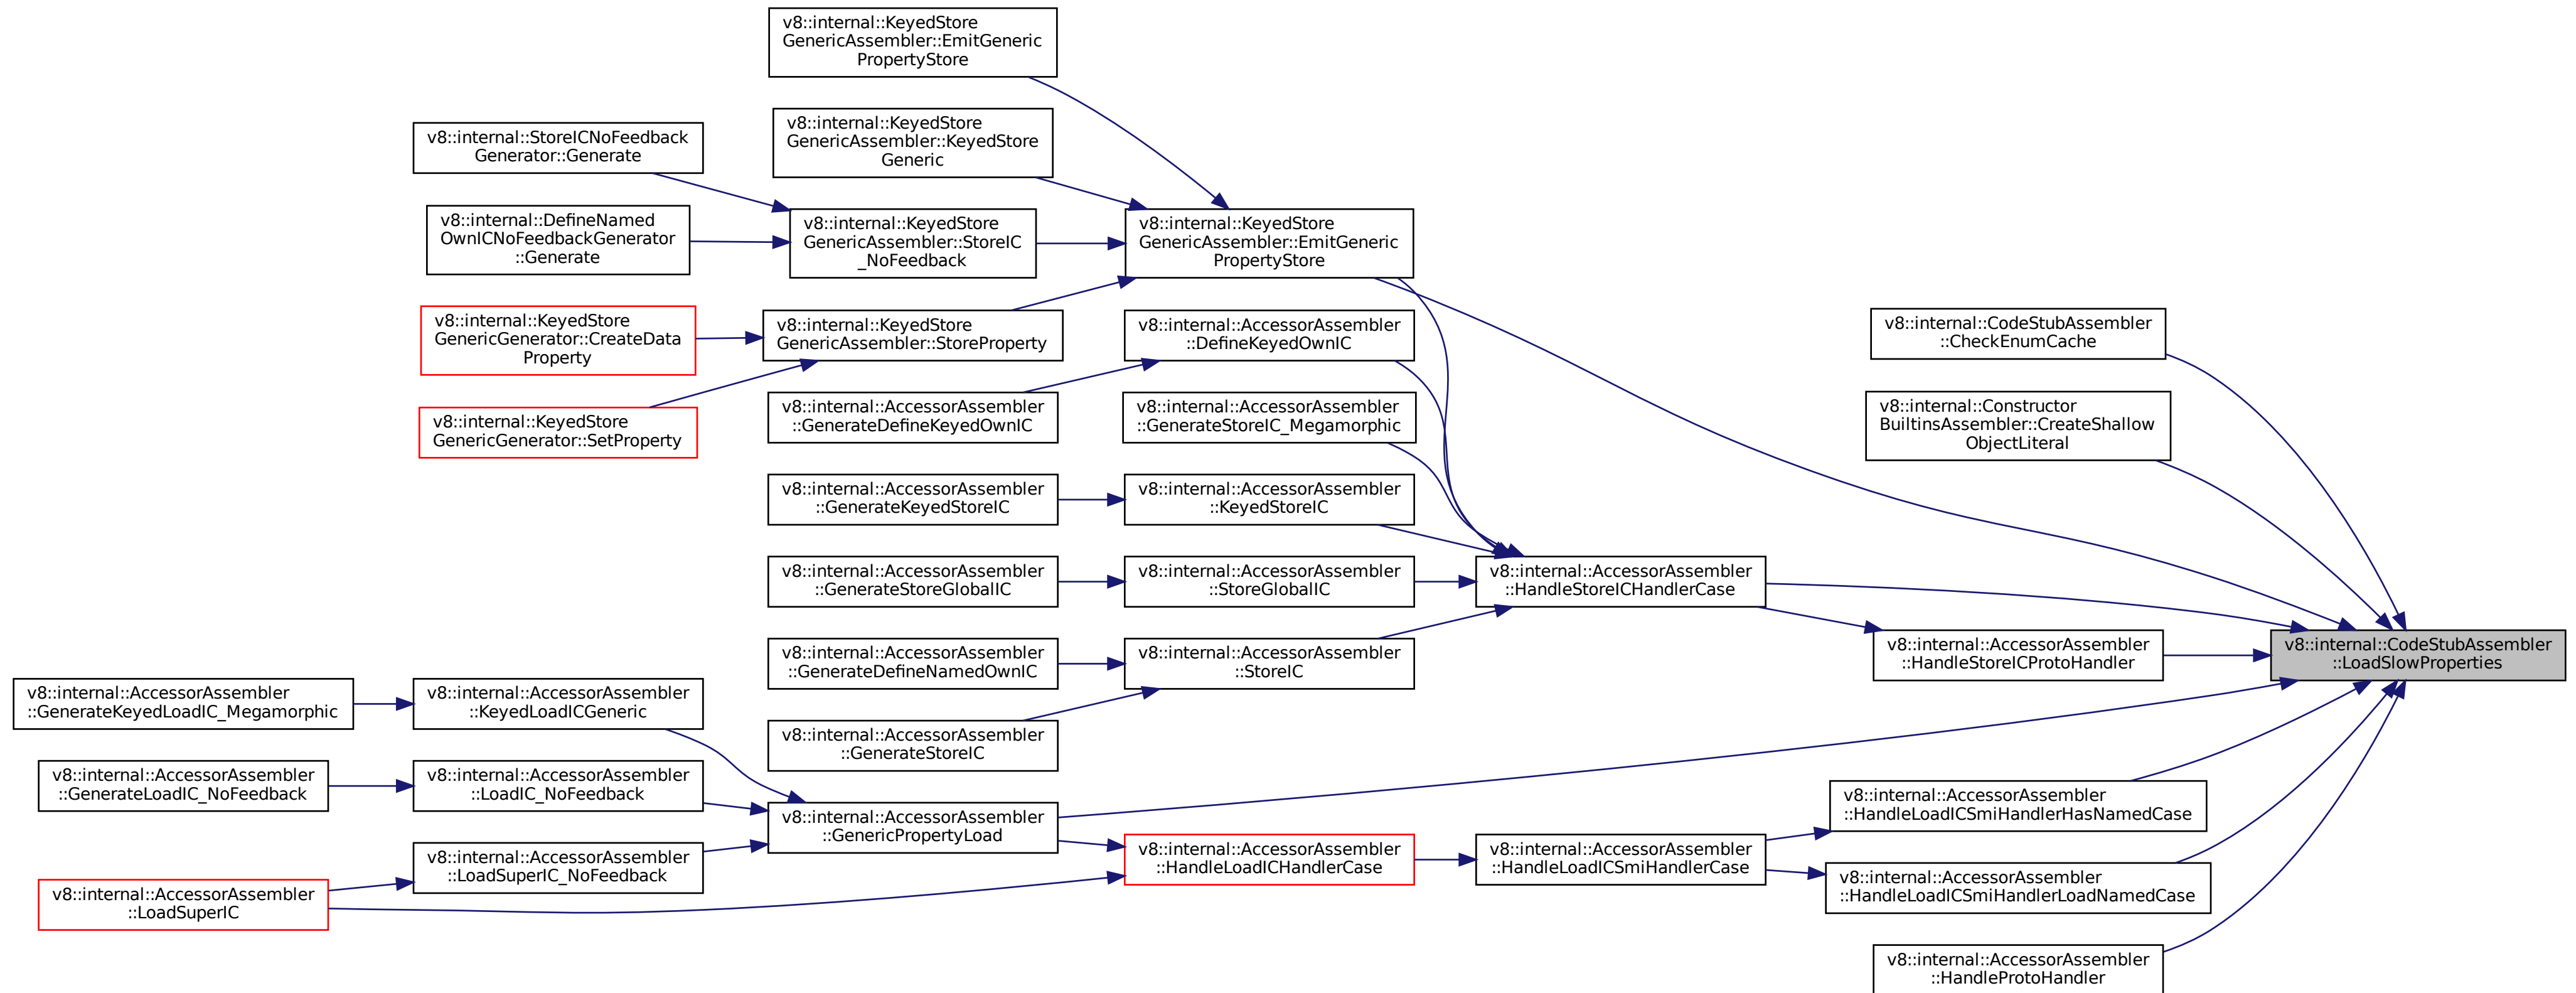 v8::internal::KeyedStore
GenericAssembler::EmitGeneric
PropertyStore
v8::internal::KeyedStore
GenericAssembler::KeyedStore
Generic
v8::internal::StoreICNoFeedback
Generator::Generate
v8::internal::DefineNamed
OwnICNoFeedbackGenerator
::Generate
v8::internal::KeyedStore
GenericAssembler::StoreIC
_NoFeedback
v8::internal::KeyedStore
GenericAssembler::EmitGeneric
PropertyStore
v8::internal::KeyedStore
GenericGenerator::CreateData
Property
v8::internal::KeyedStore
GenericAssembler::StoreProperty
v8::internal::AccessorAssembler
::DefineKeyedOwnIC
v8::internal::CodeStubAssembler
::CheckEnumCache
v8::internal::KeyedStore
GenericGenerator::SetProperty
v8::internal::AccessorAssembler
::GenerateDefineKeyedOwnIC
v8::internal::AccessorAssembler
::GenerateStoreIC_Megamorphic
v8::internal::Constructor
BuiltinsAssembler::CreateShallow
ObjectLiteral
v8::internal::AccessorAssembler
::GenerateKeyedStoreIC
v8::internal::AccessorAssembler
::KeyedStoreIC
v8::internal::AccessorAssembler
::GenerateStoreGlobalIC
v8::internal::AccessorAssembler
::StoreGlobalIC
v8::internal::AccessorAssembler
::HandleStoreICHandlerCase
v8::internal::AccessorAssembler
::GenerateDefineNamedOwnIC
v8::internal::AccessorAssembler
::StoreIC
v8::internal::AccessorAssembler
::HandleStoreICProtoHandler
v8::internal::CodeStubAssembler
::LoadSlowProperties
v8::internal::AccessorAssembler
::GenerateKeyedLoadIC_Megamorphic
v8::internal::AccessorAssembler
::KeyedLoadICGeneric
v8::internal::AccessorAssembler
::GenerateStoreIC
v8::internal::AccessorAssembler
::GenerateLoadIC_NoFeedback
v8::internal::AccessorAssembler
::LoadIC_NoFeedback
v8::internal::AccessorAssembler
::GenericPropertyLoad
v8::internal::AccessorAssembler
::HandleLoadICSmiHandlerHasNamedCase
v8::internal::AccessorAssembler
::LoadSuperIC_NoFeedback
v8::internal::AccessorAssembler
::HandleLoadICHandlerCase
v8::internal::AccessorAssembler
::HandleLoadICSmiHandlerCase
v8::internal::AccessorAssembler
::LoadSuperIC
v8::internal::AccessorAssembler
::HandleLoadICSmiHandlerLoadNamedCase
v8::internal::AccessorAssembler
::HandleProtoHandler